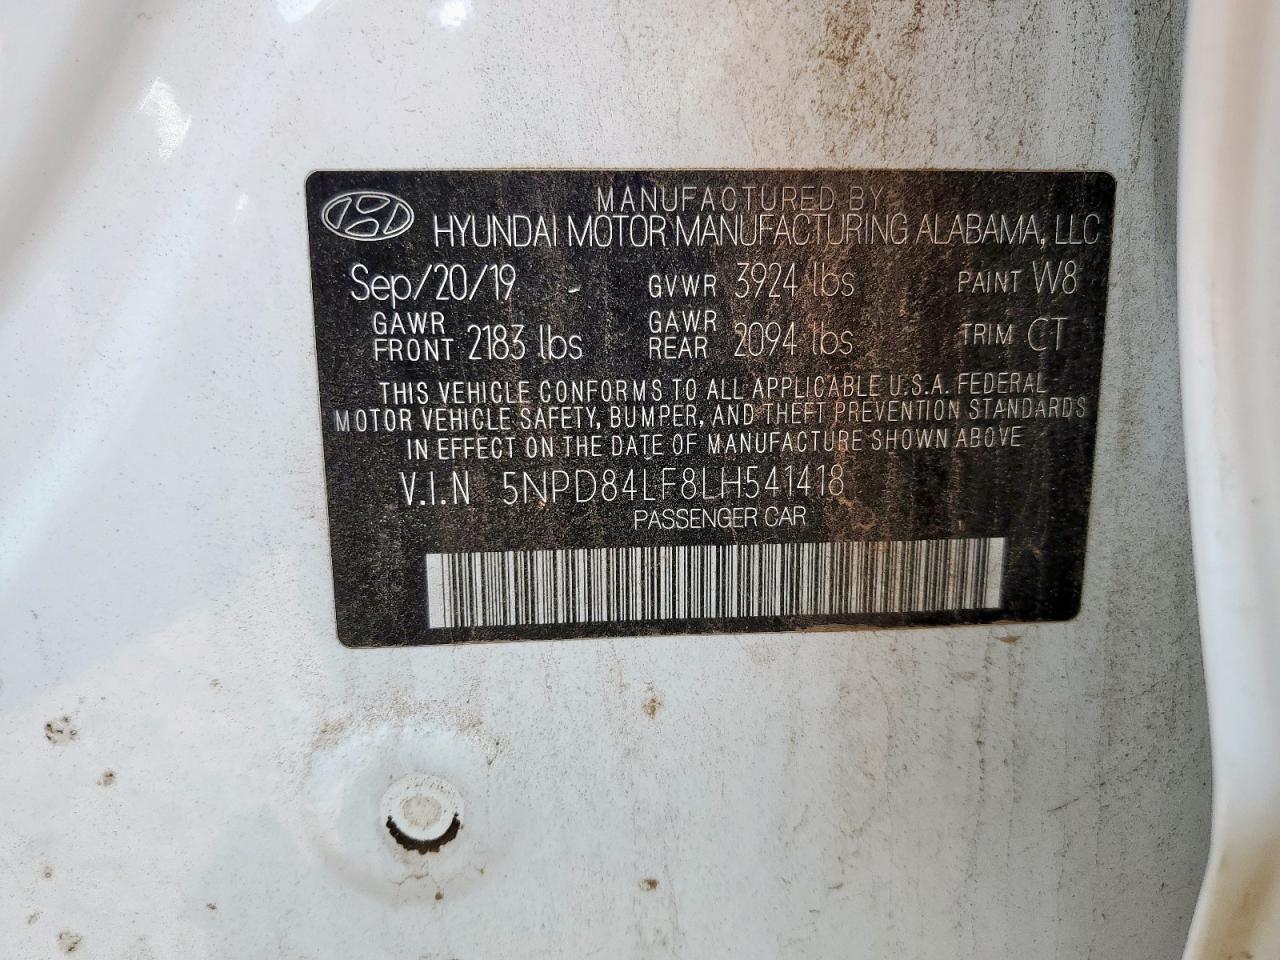 MANUFACTURED BY
HYUNDAI MOTOR MANUFACTURING ALABAMA, LLC
Sep/20/19 GVWR 3924 lbs PAINT W8
GAWR FRONT 2183 lbs GAWR REAR 2094 lbs TRIM CT
THIS VEHICLE CONFORMS TO ALL APPLICABLE U.S.A. FEDERAL
MOTOR VEHICLE SAFETY, BUMPER, AND THEFT PREVENTION STANDARDS
IN EFFECT ON THE DATE OF MANUFACTURE SHOWN ABOVE
V.I.N 5NPD84LF8LH541418
PASSENGER CAR